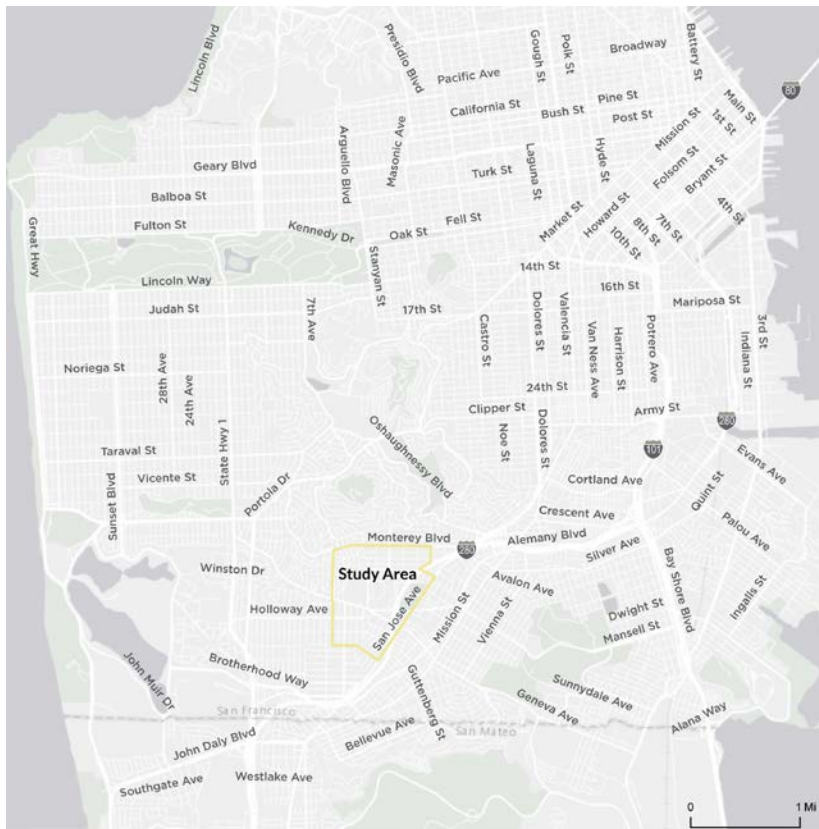 Lincoln Blvd
Presidio Blvd
Gough St
Polk St
Battery St
Broadway
Pacific Ave
80
California St
Pine St
Bush St
Post St
Main St
1st St
Mission St
Arguello Blvd
Masonic Ave
Geary Blvd
Turk St
Laguna St
Hyde St
Folsom St
Bryant St
Balboa St
4th St
Great Hwy
Fulton St
Kennedy Dr
Oak St
Fell St
Market St
Howard St
10th St
8th St
7th St
Stanyan St
Lincoln Way
14th St
16th St
Judah St
7th Ave
17th St
Castro St
Dolores St
Valencia St
Van Ness Ave
Harrison St
Potrero Ave
Mariposa St
3rd St
Indiana St
Noriega St
28th Ave
24th Ave
24th St
Clipper St
Army St
Noe St
Dolores St
280
Oshaughnessy Blvd
State Hwy 1
Taraval St
101
Evans Ave
Vicente St
Sunset Blvd
Portola Dr
Cortland Ave
Quint St
Crescent Ave
Palou Ave
Monterey Blvd
280
Alemany Blvd
Silver Ave
Winston Dr
Study Area
Avalon Ave
Bay Shore Blvd
Ingalls St
Holloway Ave
San Jose Ave
Mission St
Vienna St
Dwight St
Mansell St
John Muir Dr
Brotherhood Way
Guttenberg St
Sunnydale Ave
Geneva Ave
San Francisco
San Mateo
Alana Way
Bellevue Ave
John Daly Blvd
Southgate Ave
Westlake Ave
0 1 Mi